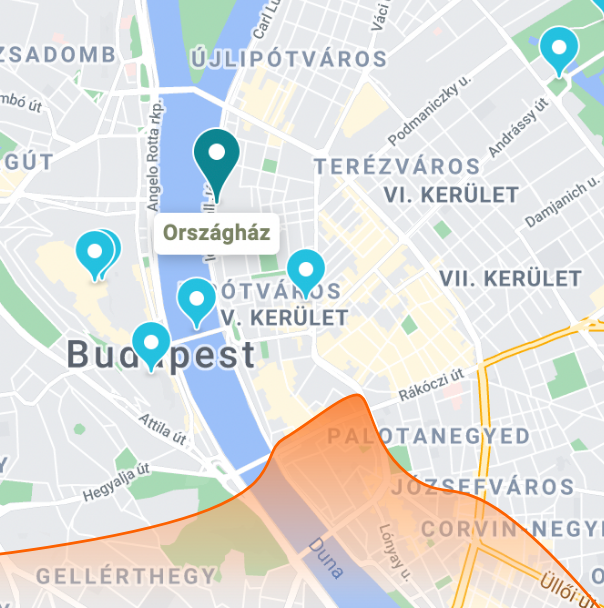 Carl Lu
Váci
ZSADOMB
ÚJLIPÓTVÁROS
mbó út
Podmaniczky u.
Andrássy út
Angelo Rotta rkp.
GÚT
TERÉZVÁROS
VI. KERÜLET
Damjanich u.
Országház
VII. KERÜLET
ÓTVÁROS
V. KERÜLET
Budapest
Rákóczi út
Attila út
PALOTANEGYED
Hegyalja út
JÓZSEFVÁROS
CORVIN-NEGYE
Lónyay u.
Duna
GELLÉRTHEGY
Üllői út